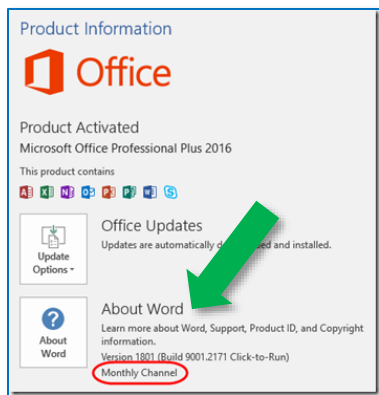 Product Information
Office
Product Activated
Microsoft Office Professional Plus 2016
This product contains
Office Updates
Updates are automatically and installed.
Update
Options
About Word
Learn more about Word, Support, Product ID, and Copyright
information.
Version 1801 (Build 9001.2171 Click-to-Run)
Monthly Channel
About
Word